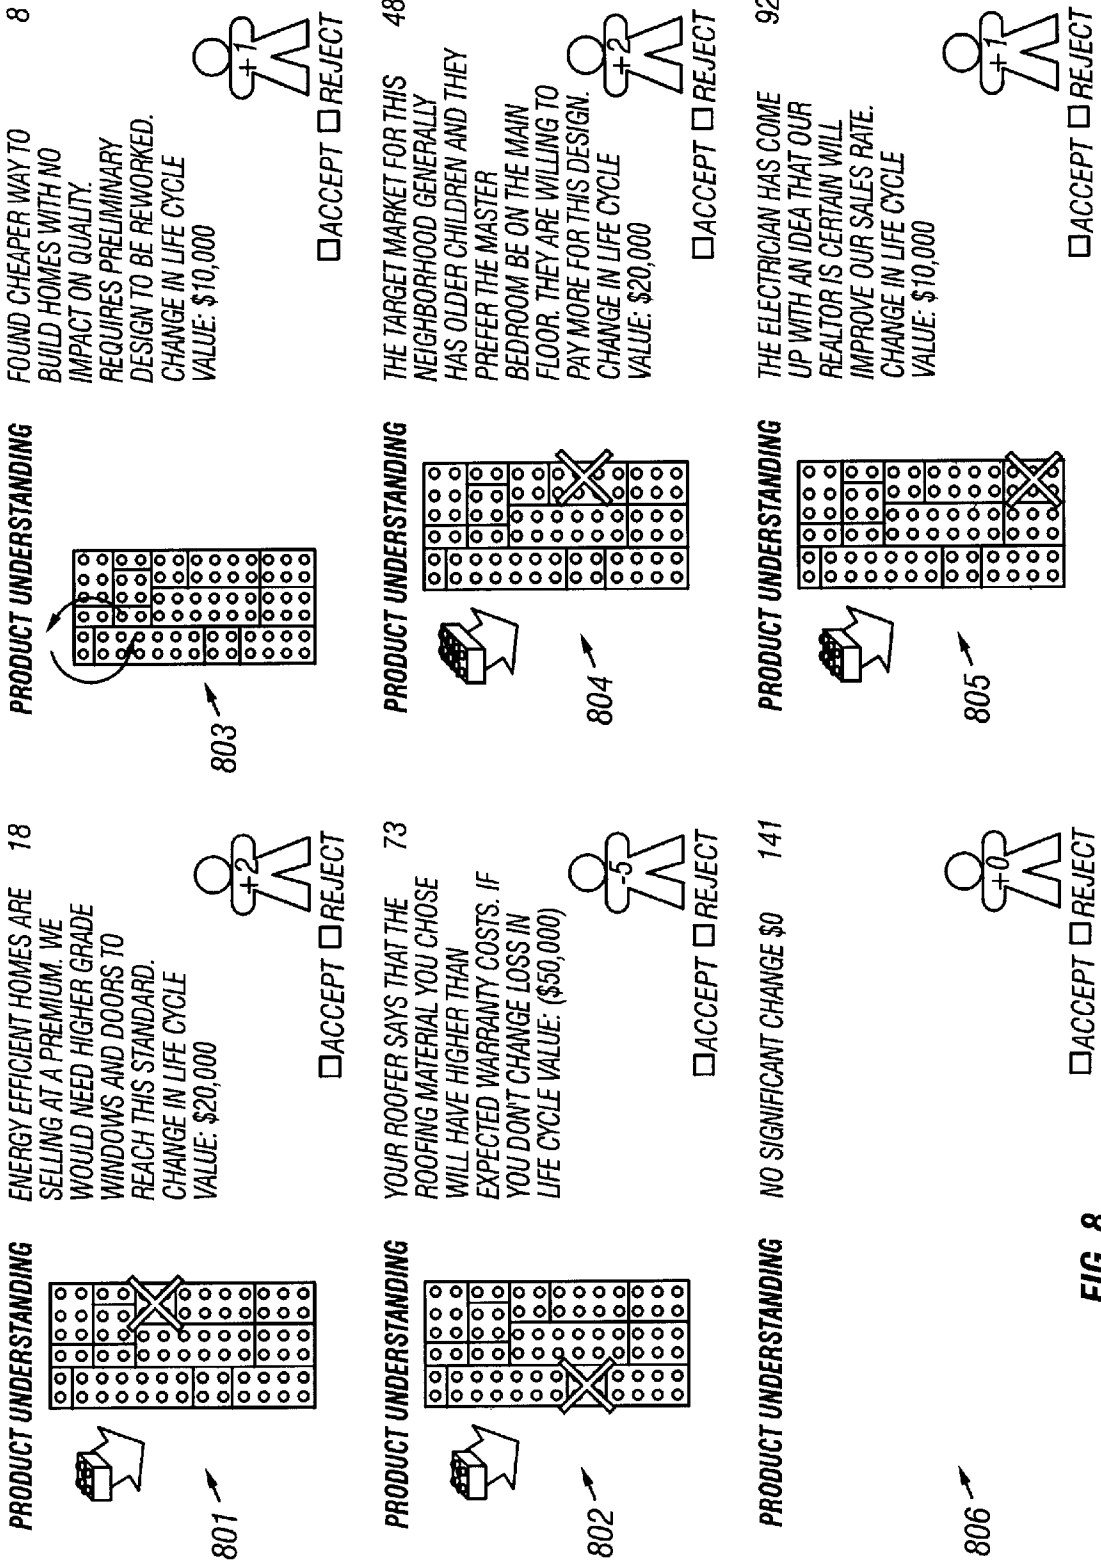 PRODUCT UNDERSTANDING
ENERGY EFFICIENT HOMES ARE
SELLING AT A PREMIUM. WE
WOULD NEED HIGHER GRADE
WINDOWS AND DOORS TO
REACH THIS STANDARD.
CHANGE IN LIFE CYCLE
VALUE: $20,000
18
+2
ACCEPT REJECT
801
PRODUCT UNDERSTANDING
FOUND CHEAPER WAY TO
BUILD HOMES WITH NO
IMPACT ON QUALITY.
REQUIRES PRELIMINARY
DESIGN TO BE REWORKED.
CHANGE IN LIFE CYCLE
VALUE: $10,000
8
+1
ACCEPT REJECT
803
PRODUCT UNDERSTANDING
YOUR ROOFER SAYS THAT THE
ROOFING MATERIAL YOU CHOSE
WILL HAVE HIGHER THAN
EXPECTED WARRANTY COSTS. IF
YOU DON'T CHANGE LOSS IN
LIFE CYCLE VALUE: ($50,000)
73
-5
ACCEPT REJECT
802
PRODUCT UNDERSTANDING
THE TARGET MARKET FOR THIS
NEIGHBORHOOD GENERALLY
HAS OLDER CHILDREN AND THEY
PREFER THE MASTER
BEDROOM BE ON THE MAIN
FLOOR. THEY ARE WILLING TO
PAY MORE FOR THIS DESIGN.
CHANGE IN LIFE CYCLE
VALUE: $20,000
48
+2
ACCEPT REJECT
804
PRODUCT UNDERSTANDING
NO SIGNIFICANT CHANGE $0
141
+0
ACCEPT REJECT
806
PRODUCT UNDERSTANDING
THE ELECTRICIAN HAS COME
UP WITH AN IDEA THAT OUR
REALTOR IS CERTAIN WILL
IMPROVE OUR SALES RATE.
CHANGE IN LIFE CYCLE
VALUE: $10,000
92
+1
ACCEPT REJECT
805
FIG. 8